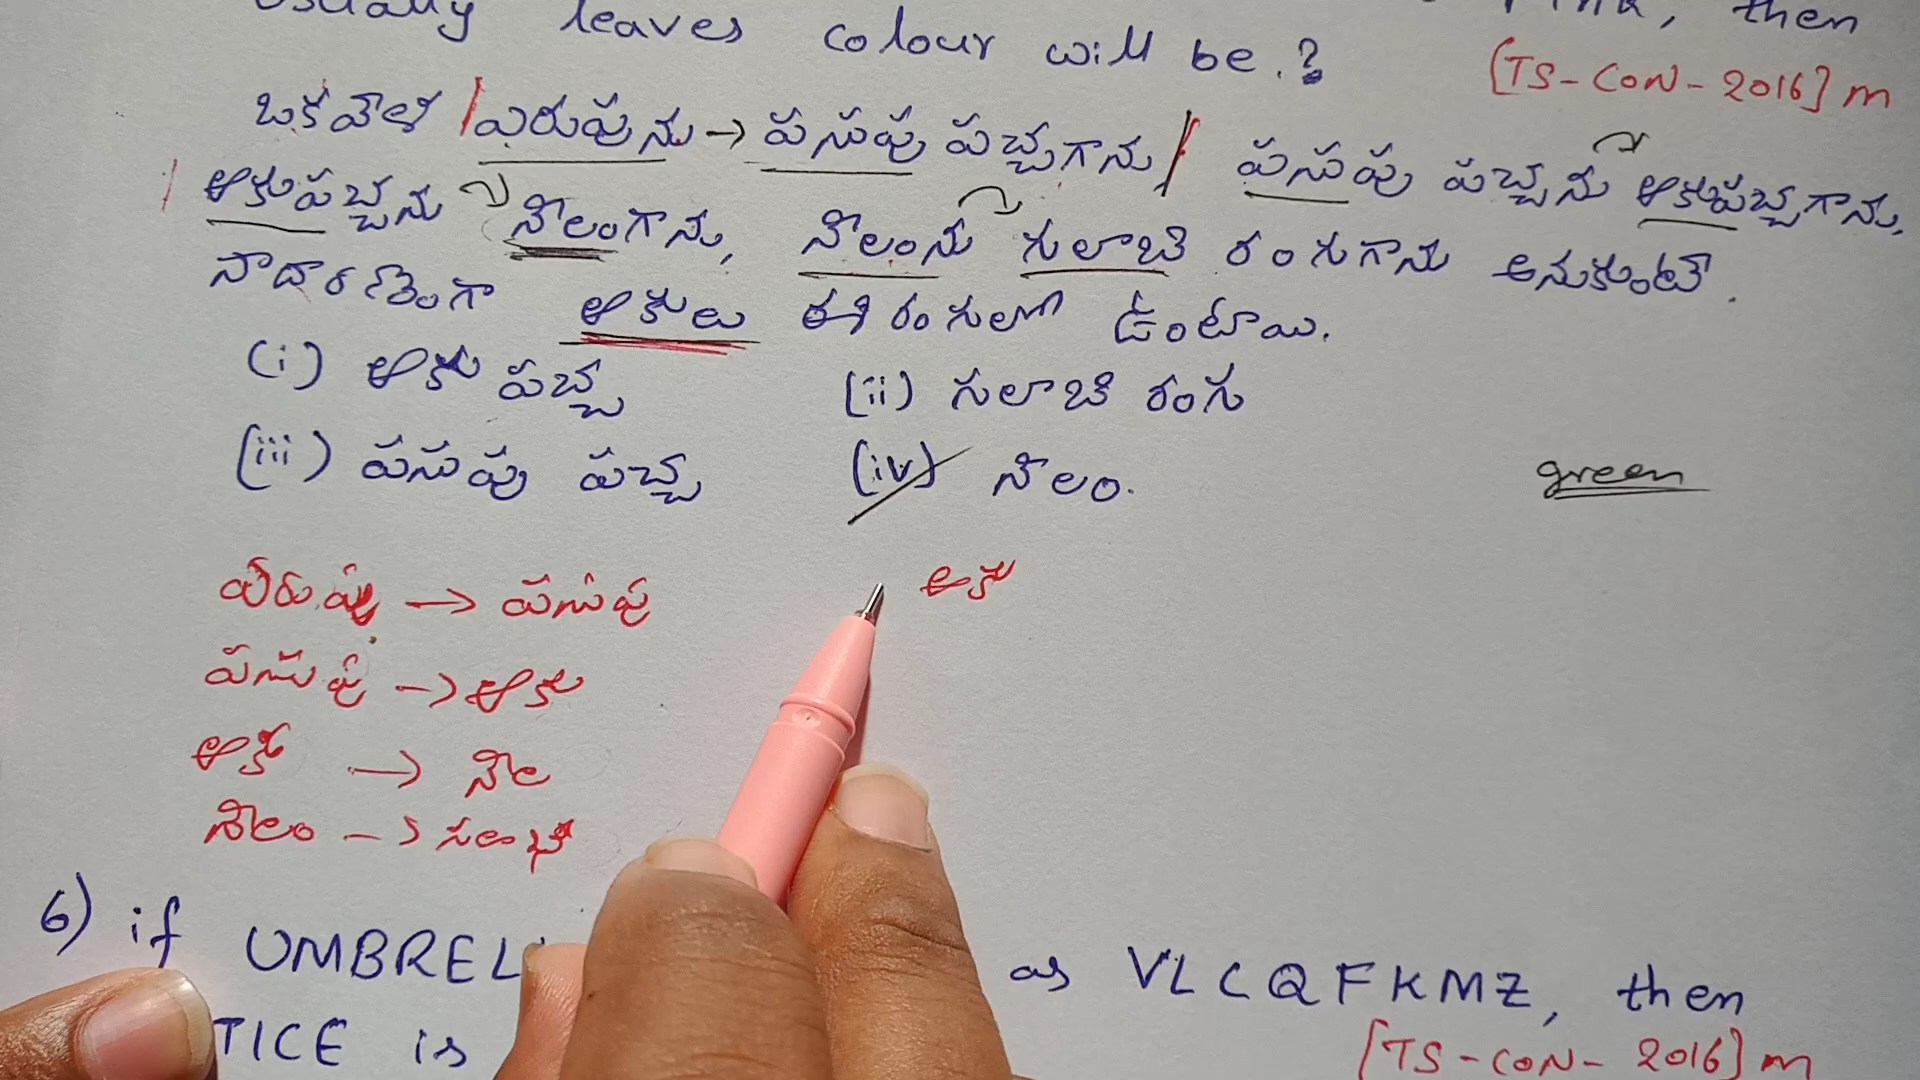 usually leaves colour will be.? then
[TS-CON-2016] m
ఒకవేళ ఎరుపును → పసుపు పచ్చగాను, పసుపు పచ్చను ఆకుపచ్చగాను,
ఆకుపచ్చను నీలంగాను, నీలంను గులాబి రంగుగాను అనుకుంటే.
సాదారణంగా ఆకులు ఈ రంగులో ఉంటాయి.
(i) ఆకు పచ్చ (ii) గులాబి రంగు
(iii) పసుపు పచ్చ (iv) నీలం.
green
ఎరుపు → పసుపు ఆకు
పసుపు → ఆకు
ఆకు → నీల
నీలం → గులాబి
6) if as VLCQFKMZ, then
is
[TS-CON-2016] m